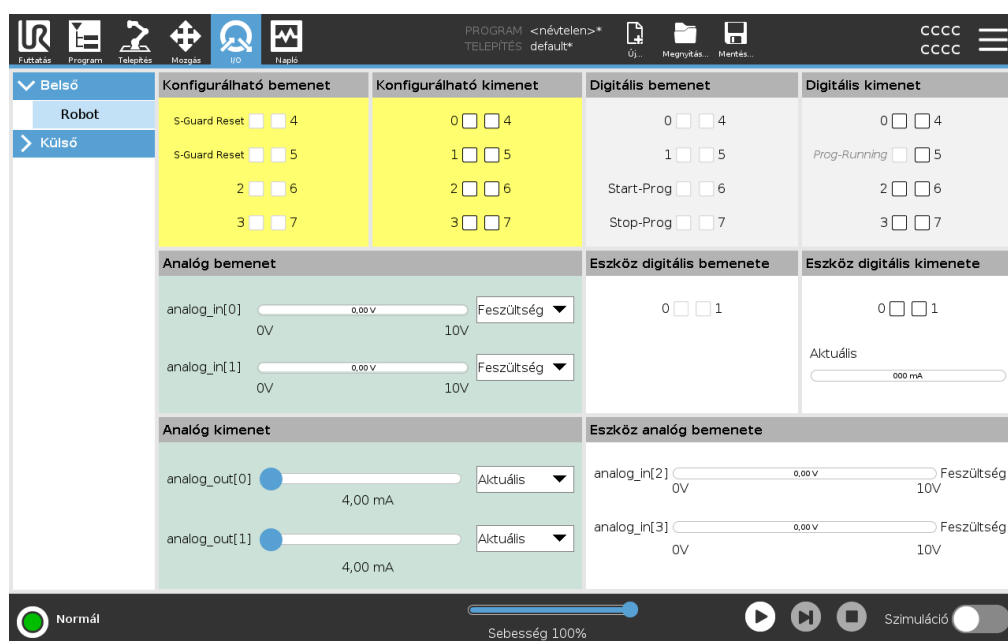 PROGRAM <névtelen>*
TELEPÍTÉS default*
CCCC
CCCC
UR
Futtatás Program Telepítés Mozgás I/O Napló Új... Megnyitás... Mentés...
Belső
Robot
Külső
Konfigurálható bemenet
S-Guard Reset 4
S-Guard Reset 5
2 6
3 7
Konfigurálható kimenet
0 4
1 5
2 6
3 7
Digitális bemenet
0 4
1 5
Start-Prog 6
Stop-Prog 7
Digitális kimenet
0 4
Prog-Running 5
2 6
3 7
Analóg bemenet
analog_in[0] 0,00 V Feszültség
0V 10V
analog_in[1] 0,00 V Feszültség
0V 10V
Eszköz digitális bemenete
0 1
Eszköz digitális kimenete
0 1
Aktuális
000 mA
Analóg kimenet
analog_out[0] Aktuális
4,00 mA
analog_out[1] Aktuális
4,00 mA
Eszköz analóg bemenete
analog_in[2] 0,00 V Feszültség
0V 10V
analog_in[3] 0,00 V Feszültség
0V 10V
Normál
Sebesség 100%
Szimuláció